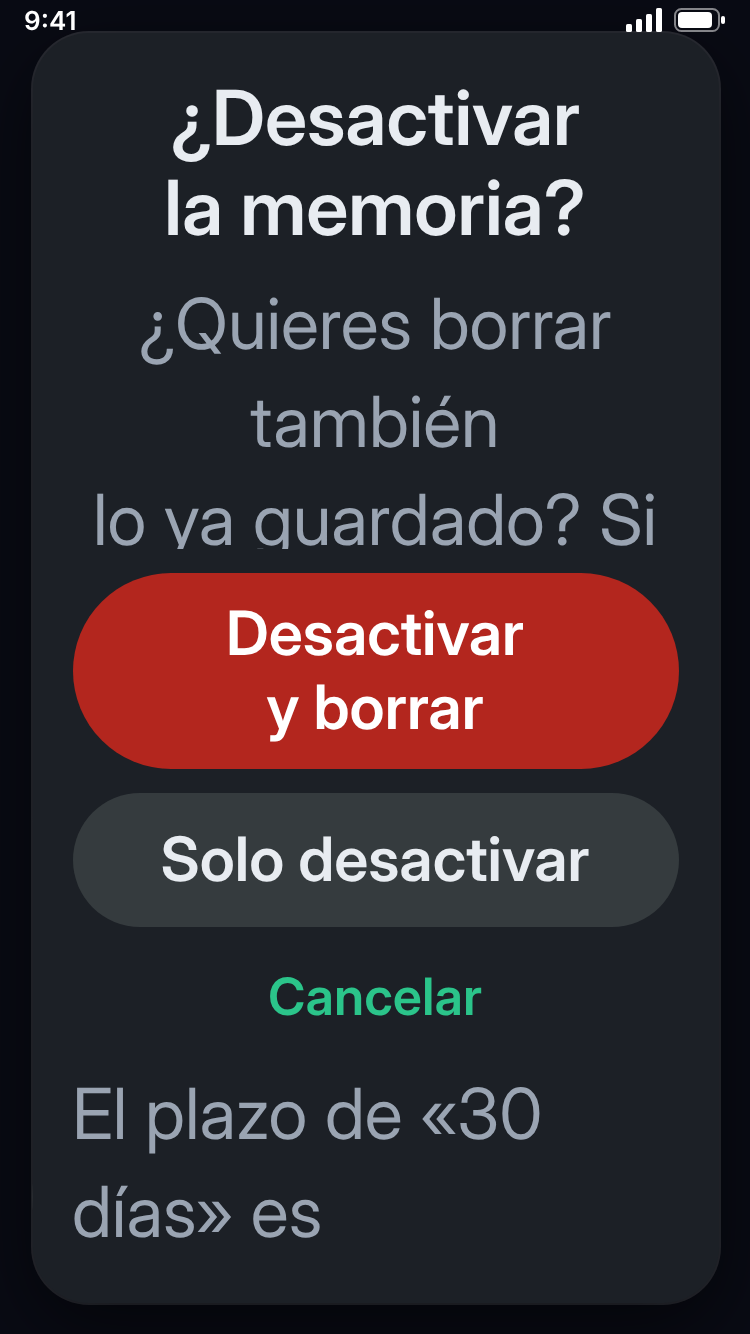 9:41
¿Desactivar
la memoria?
¿Quieres borrar
también
lo ya guardado? Si
Desactivar
y borrar
Solo desactivar
Cancelar
El plazo de «30
días» es